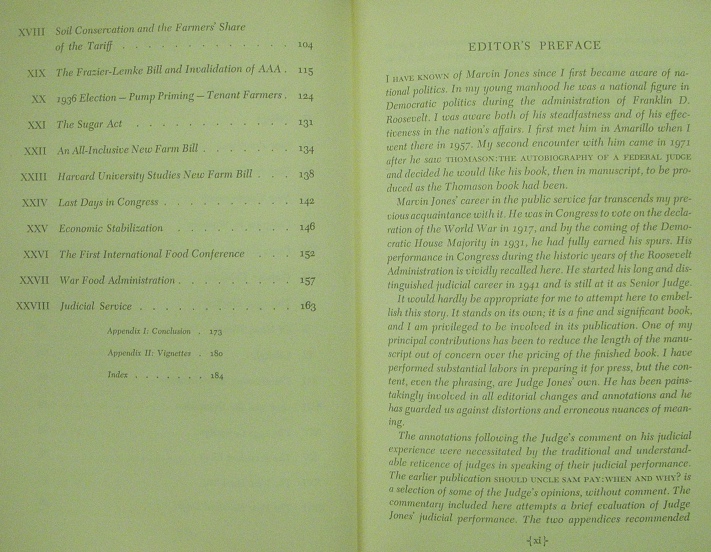 XVIII Soil Conservation and the Farmers' Share
of the Tariff . . . . . . . . . . . . . 104
XIX The Frazier-Lemke Bill and Invalidation of AAA . 115
XX 1936 Election — Pump Priming — Tenant Farmers . 124
XXI The Sugar Act . . . . . . . . . . . . 131
XXII An All-Inclusive New Farm Bill . . . . . . . 134
XXIII Harvard University Studies New Farm Bill . . . 138
XXIV Last Days in Congress . . . . . . . . . . 142
XXV Economic Stabilization . . . . . . . . . . 146
XXVI The First International Food Conference . . . 152
XXVII War Food Administration . . . . . . . . . 157
XXVIII Judicial Service . . . . . . . . . . . . 163
Appendix I: Conclusion . 173
Appendix II: Vignettes . 180
Index . . . . . . . 184
EDITOR'S PREFACE
I HAVE KNOWN of Marvin Jones since I first became aware of na-
tional politics. In my young manhood he was a national figure in
Democratic politics during the administration of Franklin D.
Roosevelt. I was aware both of his steadfastness and of his effec-
tiveness in the nation's affairs. I first met him in Amarillo when I
went there in 1957. My second encounter with him came in 1971
after he saw THOMASON: THE AUTOBIOGRAPHY OF A FEDERAL JUDGE
and decided he would like his book, then in manuscript, to be pro-
duced as the Thomason book had been.
Marvin Jones' career in the public service far transcends my pre-
vious acquaintance with it. He was in Congress to vote on the decla-
ration of the World War in 1917, and by the coming of the Demo-
cratic House Majority in 1931, he had fully earned his spurs. His
performance in Congress during the historic years of the Roosevelt
Administration is vividly recalled here. He started his long and dis-
tinguished judicial career in 1941 and is still at it as Senior Judge.
It would hardly be appropriate for me to attempt here to embel-
lish this story. It stands on its own; it is a fine and significant book,
and I am privileged to be involved in its publication. One of my
principal contributions has been to reduce the length of the manu-
script out of concern over the pricing of the finished book. I have
performed substantial labors in preparing it for press, but the con-
tent, even the phrasing, are Judge Jones' own. He has been pains-
takingly involved in all editorial changes and annotations and he
has guarded us against distortions and erroneous nuances of mean-
ing.
The annotations following the Judge's comment on his judicial
experience were necessitated by the traditional and understand-
able reticence of judges in speaking of their judicial performance.
The earlier publication SHOULD UNCLE SAM PAY: WHEN AND WHY? is
a selection of some of the Judge's opinions, without comment. The
commentary included here attempts a brief evaluation of Judge
Jones' judicial performance. The two appendices recommended
{xi}